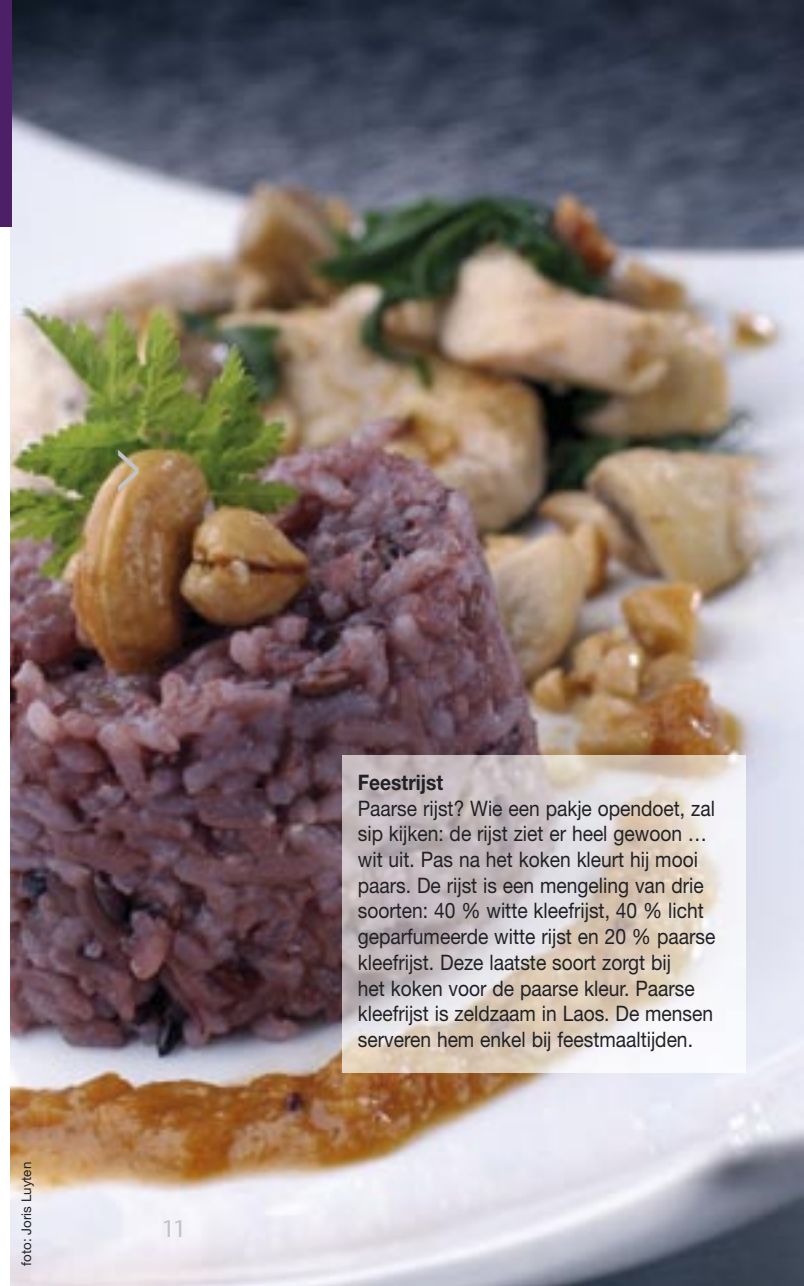 Feestrijst
Paarse rijst? Wie een pakje opendoet, zal
sip kijken: de rijst ziet er heel gewoon …
wit uit. Pas na het koken kleurt hij mooi
paars. De rijst is een mengeling van drie
soorten: 40 % witte kleefrijst, 40 % licht
geparfumeerde witte rijst en 20 % paarse
kleefrijst. Deze laatste soort zorgt bij
het koken voor de paarse kleur. Paarse
kleefrijst is zeldzaam in Laos. De mensen
serveren hem enkel bij feestmaaltijden.
foto: Joris Luyten
11